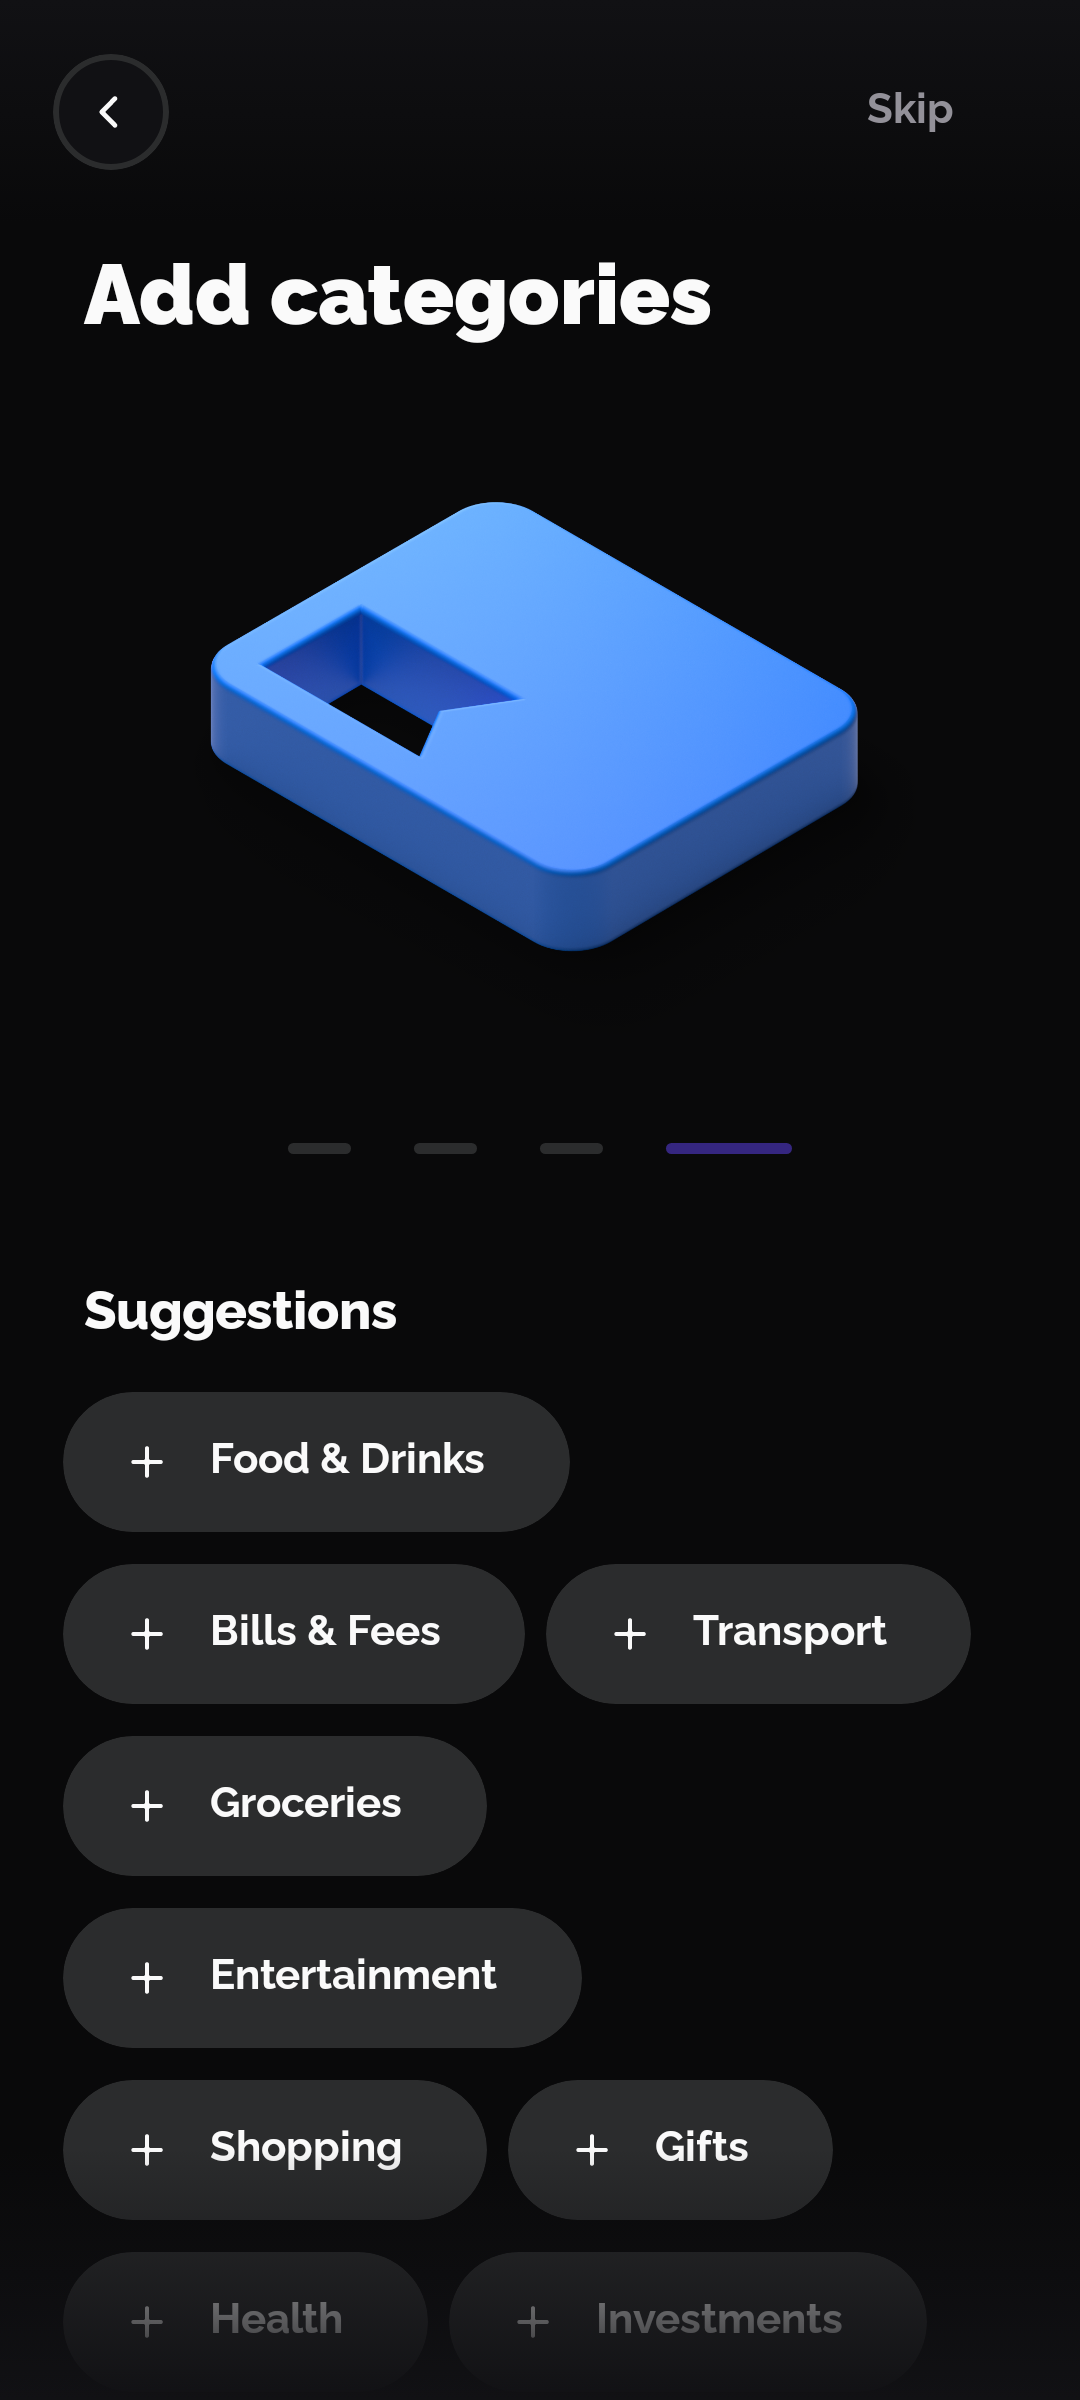 Skip
Add categories
Suggestions
Food & Drinks
Bills & Fees
Transport
Groceries
Entertainment
Shopping
Gifts
Health
Investments